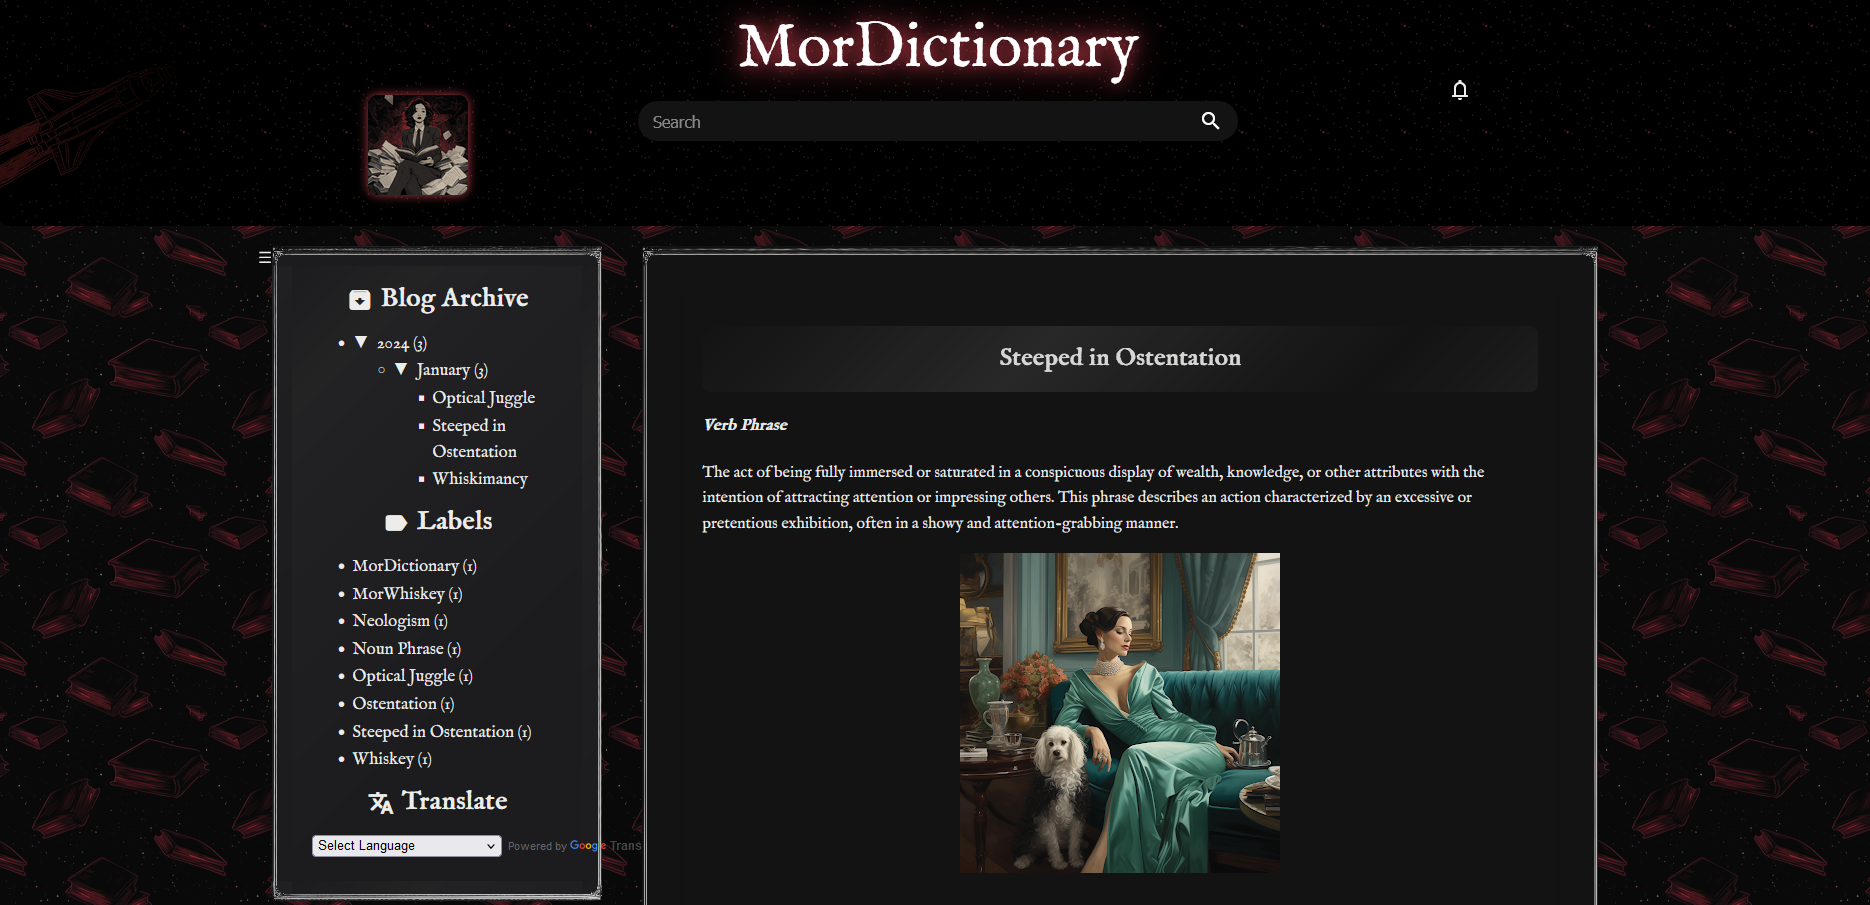 MorDictionary
Search
Blog Archive
2024 (3)
January (3)
Optical Juggle
Steeped in
Ostentation
Whiskimancy
Labels
MorDictionary (1)
MorWhiskey (1)
Neologism (1)
Noun Phrase (1)
Optical Juggle (1)
Ostentation (1)
Steeped in Ostentation (1)
Whiskey (1)
Translate
Select Language
Powered by Google Trans
Steeped in Ostentation
Verb Phrase
The act of being fully immersed or saturated in a conspicuous display of wealth, knowledge, or other attributes with the
intention of attracting attention or impressing others. This phrase describes an action characterized by an excessive or
pretentious exhibition, often in a showy and attention-grabbing manner.